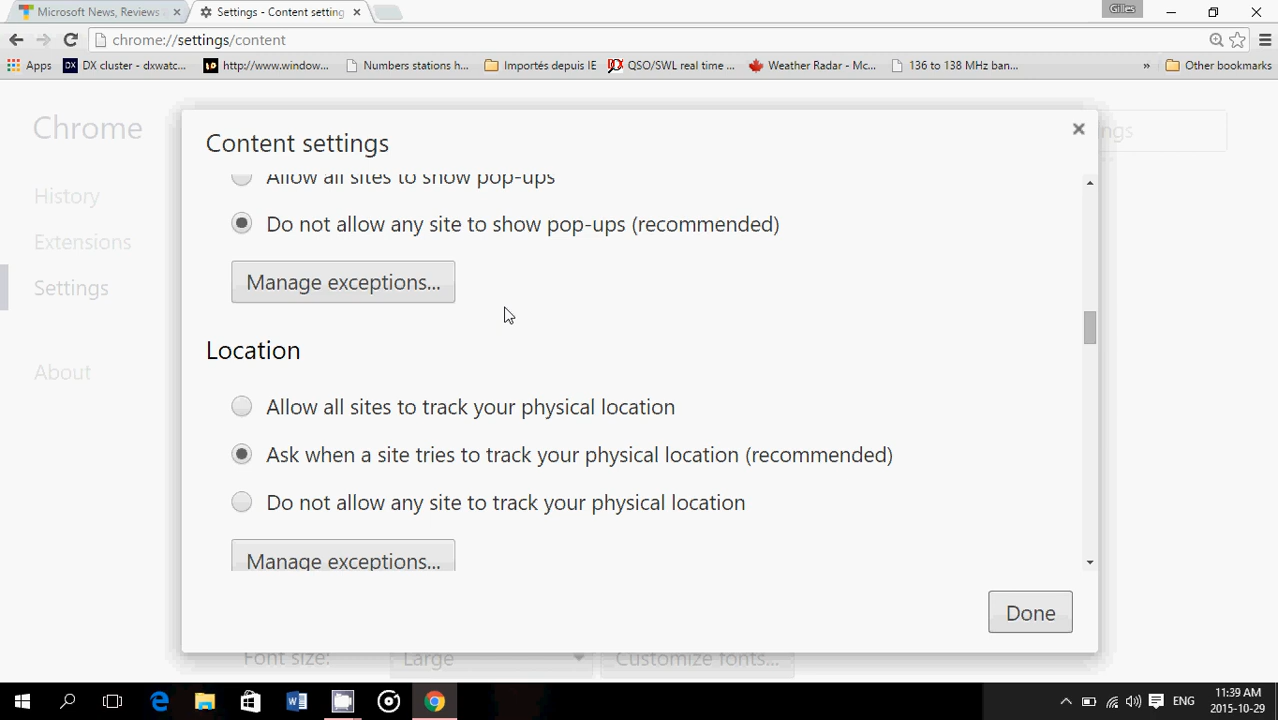 Microsoft News, Reviews
Settings - Content setting
Gilles
chrome://settings/content
Apps
DX cluster - dxwatc...
http://www.window...
Numbers stations h...
Importés depuis IE
QSO/SWL real time ...
Weather Radar - Mc...
136 to 138 MHz ban...
»
Other bookmarks
Chrome
ngs
History
Extensions
Settings
About
Content settings
Allow all sites to show pop-ups
Do not allow any site to show pop-ups (recommended)
Manage exceptions...
Location
Allow all sites to track your physical location
Ask when a site tries to track your physical location (recommended)
Do not allow any site to track your physical location
Manage exceptions...
Done
Font size:
Large
Customize fonts...
ENG
11:39 AM
2015-10-29